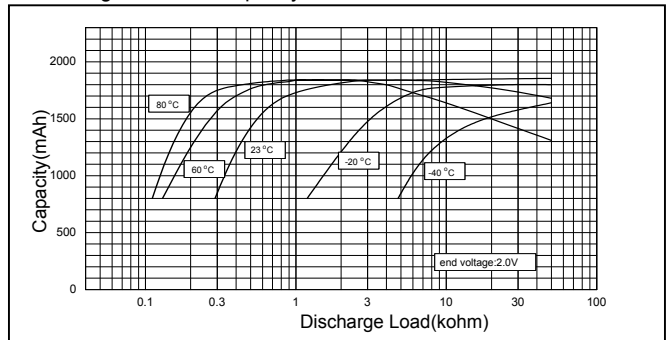 2000
1500
1000
500
0
Capacity(mAh)
80 °C
60 °C
23 °C
-20 °C
-40 °C
end voltage:2.0V
0.1 0.3 1 3 10 30 100
Discharge Load(kohm)